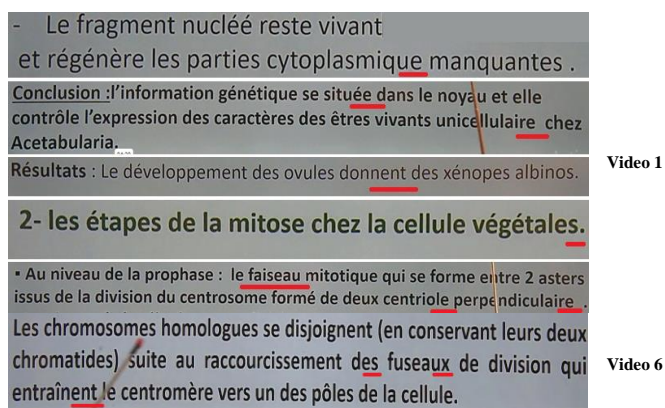 - Le fragment nucléé reste vivant
et régénère les parties cytoplasmique manquantes .
Conclusion :l'information génétique se située dans le noyau et elle
contrôle l'expression des caractères des êtres vivants unicellulaire chez
Acetabularia.
Video 1
Résultats : Le développement des ovules donnent des xénopes albinos.
2- les étapes de la mitose chez la cellule végétales.
▪ Au niveau de la prophase : le faiseau mitotique qui se forme entre 2 asters
issus de la division du centrosome formé de deux centriole perpendiculaire .
Les chromosomes homologues se disjoignent (en conservant leurs deux
chromatides) suite au raccourcissement des fuseaux de division qui
Video 6
entraînent le centromère vers un des pôles de la cellule.